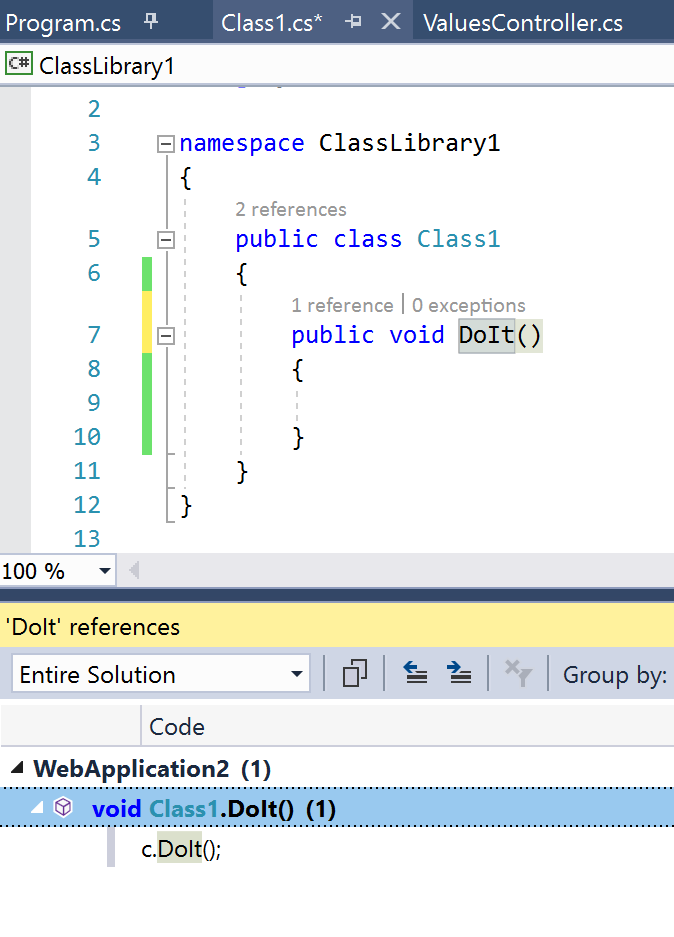 Program.cs Class1.cs* ValuesController.cs
C# ClassLibrary1
2
3 namespace ClassLibrary1
4 {
2 references
5 public class Class1
6 {
1 reference | 0 exceptions
7 public void DoIt()
8 {
9
10 }
11 }
12 }
13
100 %
'DoIt' references
Entire Solution Group by:
Code
WebApplication2 (1)
void Class1.DoIt() (1)
c.DoIt();